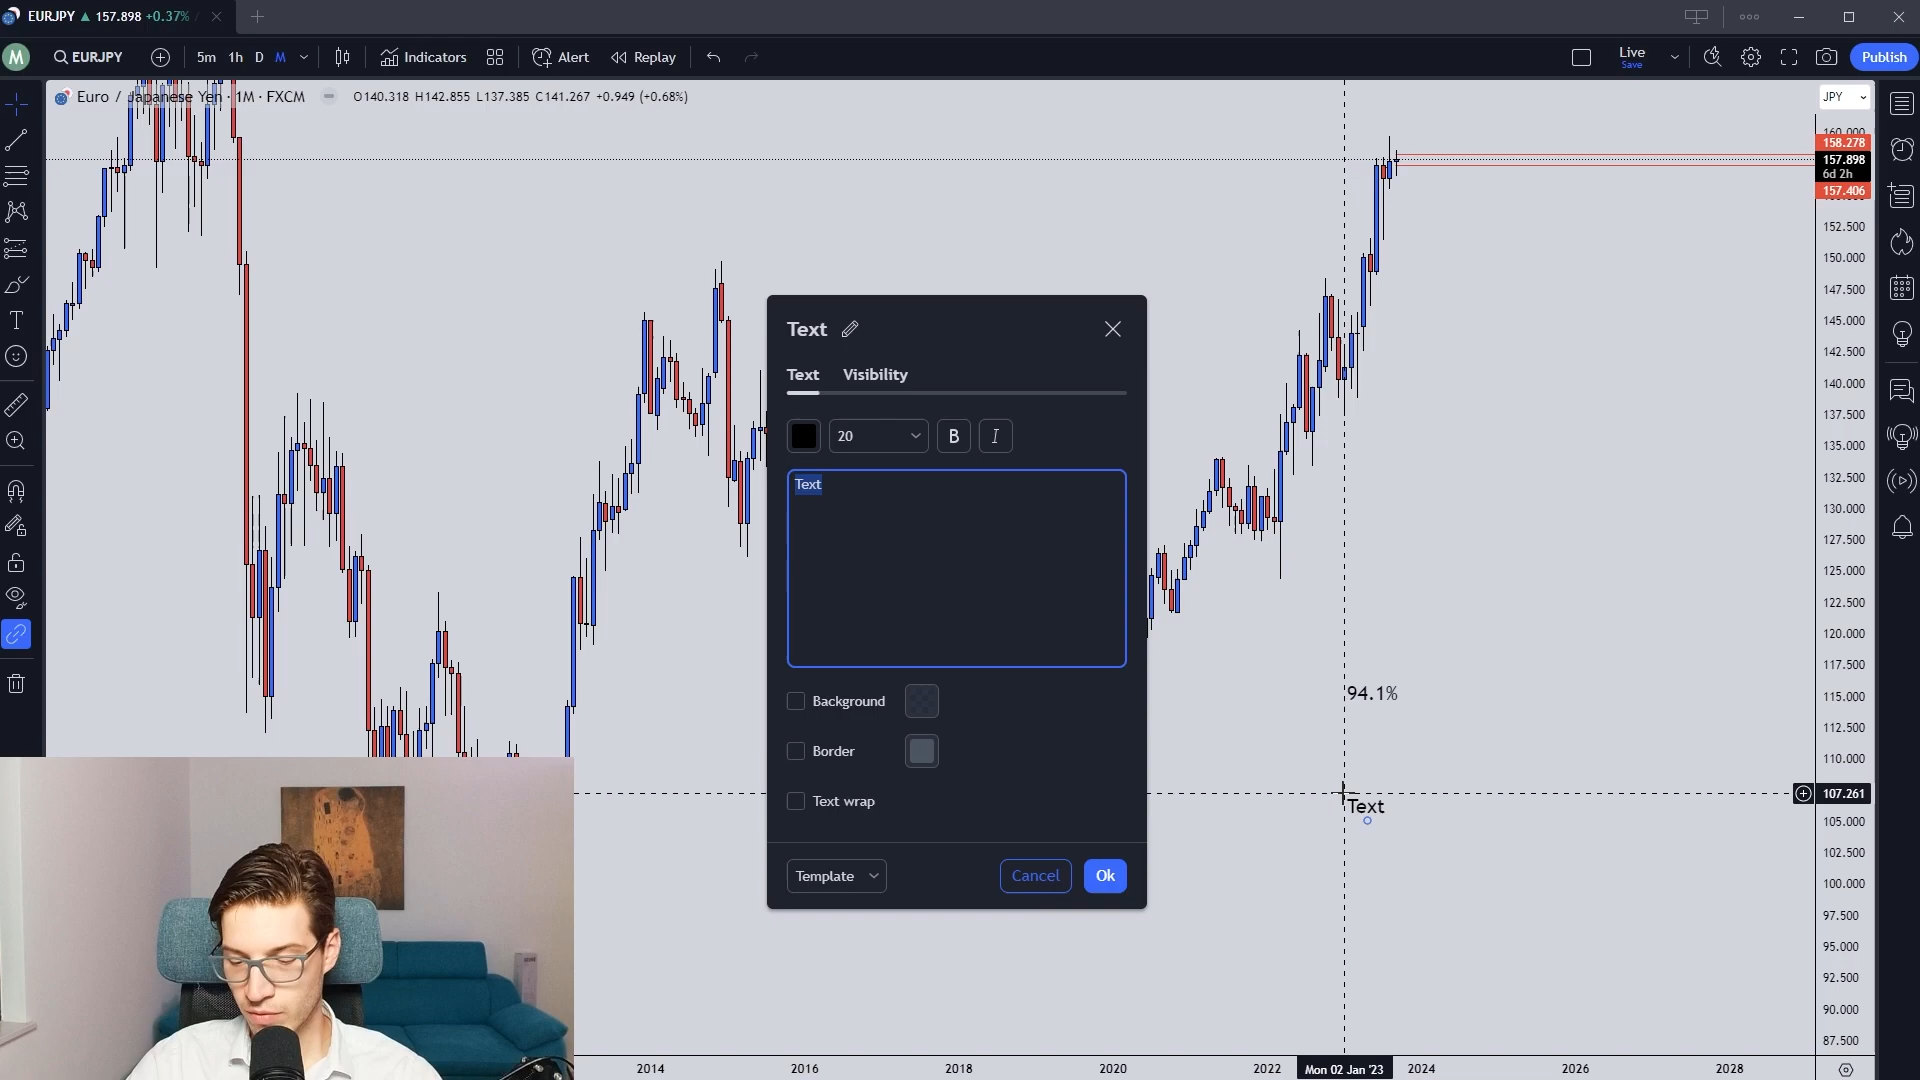 EURJPY ▲ 157.898 +0.37% /
M EURJPY 5m 1h D M Indicators Alert Replay Live Save Publish
Euro / Japanese Yen · 1M · FXCM O140.318 H142.855 L137.385 C141.267 +0.949 (+0.68%)
JPY
160.000
158.278
157.898
6d 2h
157.406
152.500
150.000
147.500
145.000
142.500
140.000
137.500
135.000
132.500
130.000
127.500
125.000
122.500
120.000
117.500
115.000
112.500
110.000
107.261
105.000
102.500
100.000
97.500
95.000
92.500
90.000
87.500
Text
Text Visibility
20 B I
Text
Background
Border
Text wrap
Template Cancel Ok
94.1%
Text
2014 2016 2018 2020 2022 Mon 02 Jan '23 2024 2026 2028